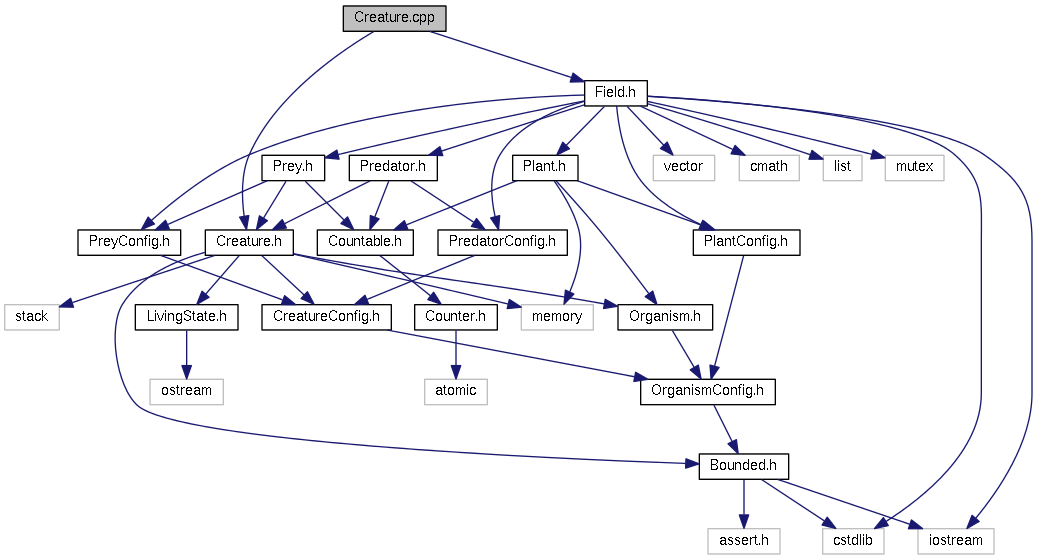 Creature.cpp
Field.h
Prey.h
Predator.h
Plant.h
vector
cmath
list
mutex
PreyConfig.h
Creature.h
Countable.h
PredatorConfig.h
PlantConfig.h
stack
LivingState.h
CreatureConfig.h
Counter.h
memory
Organism.h
ostream
atomic
OrganismConfig.h
Bounded.h
assert.h
cstdlib
iostream